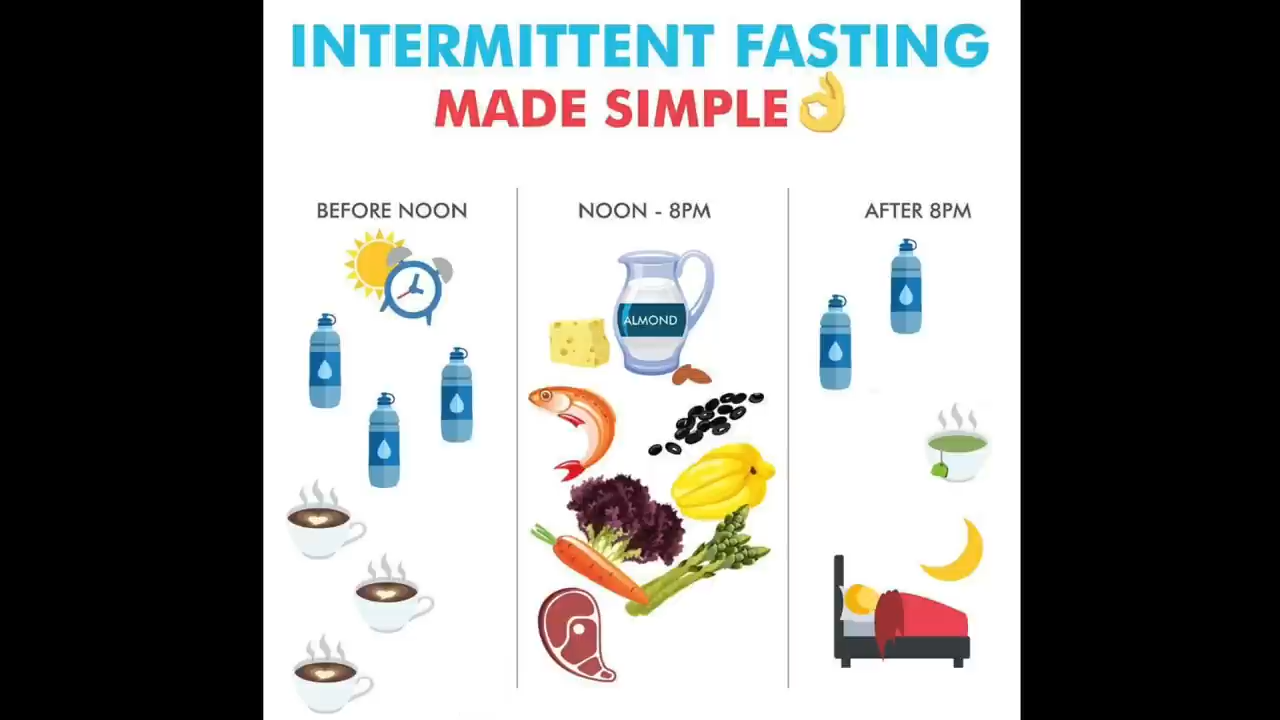 INTERMITTENT FASTING
MADE SIMPLE👌
BEFORE NOON
NOON - 8PM
AFTER 8PM
ALMOND